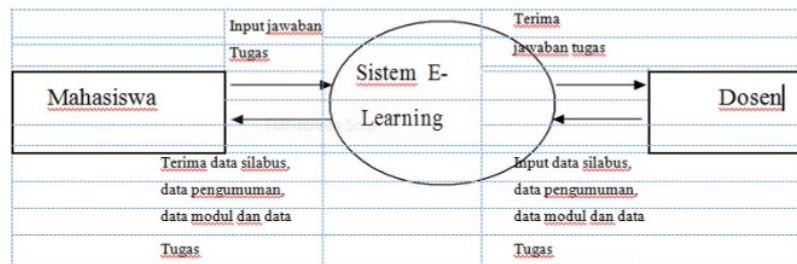 Input jawaban
Tugas
Terima
jawaban tugas
Mahasiswa
Sistem E-
Learning
Dosen
Terima data silabus,
data pengumuman,
data modul dan data
Tugas
Input data silabus,
data pengumuman,
data modul dan data
Tugas